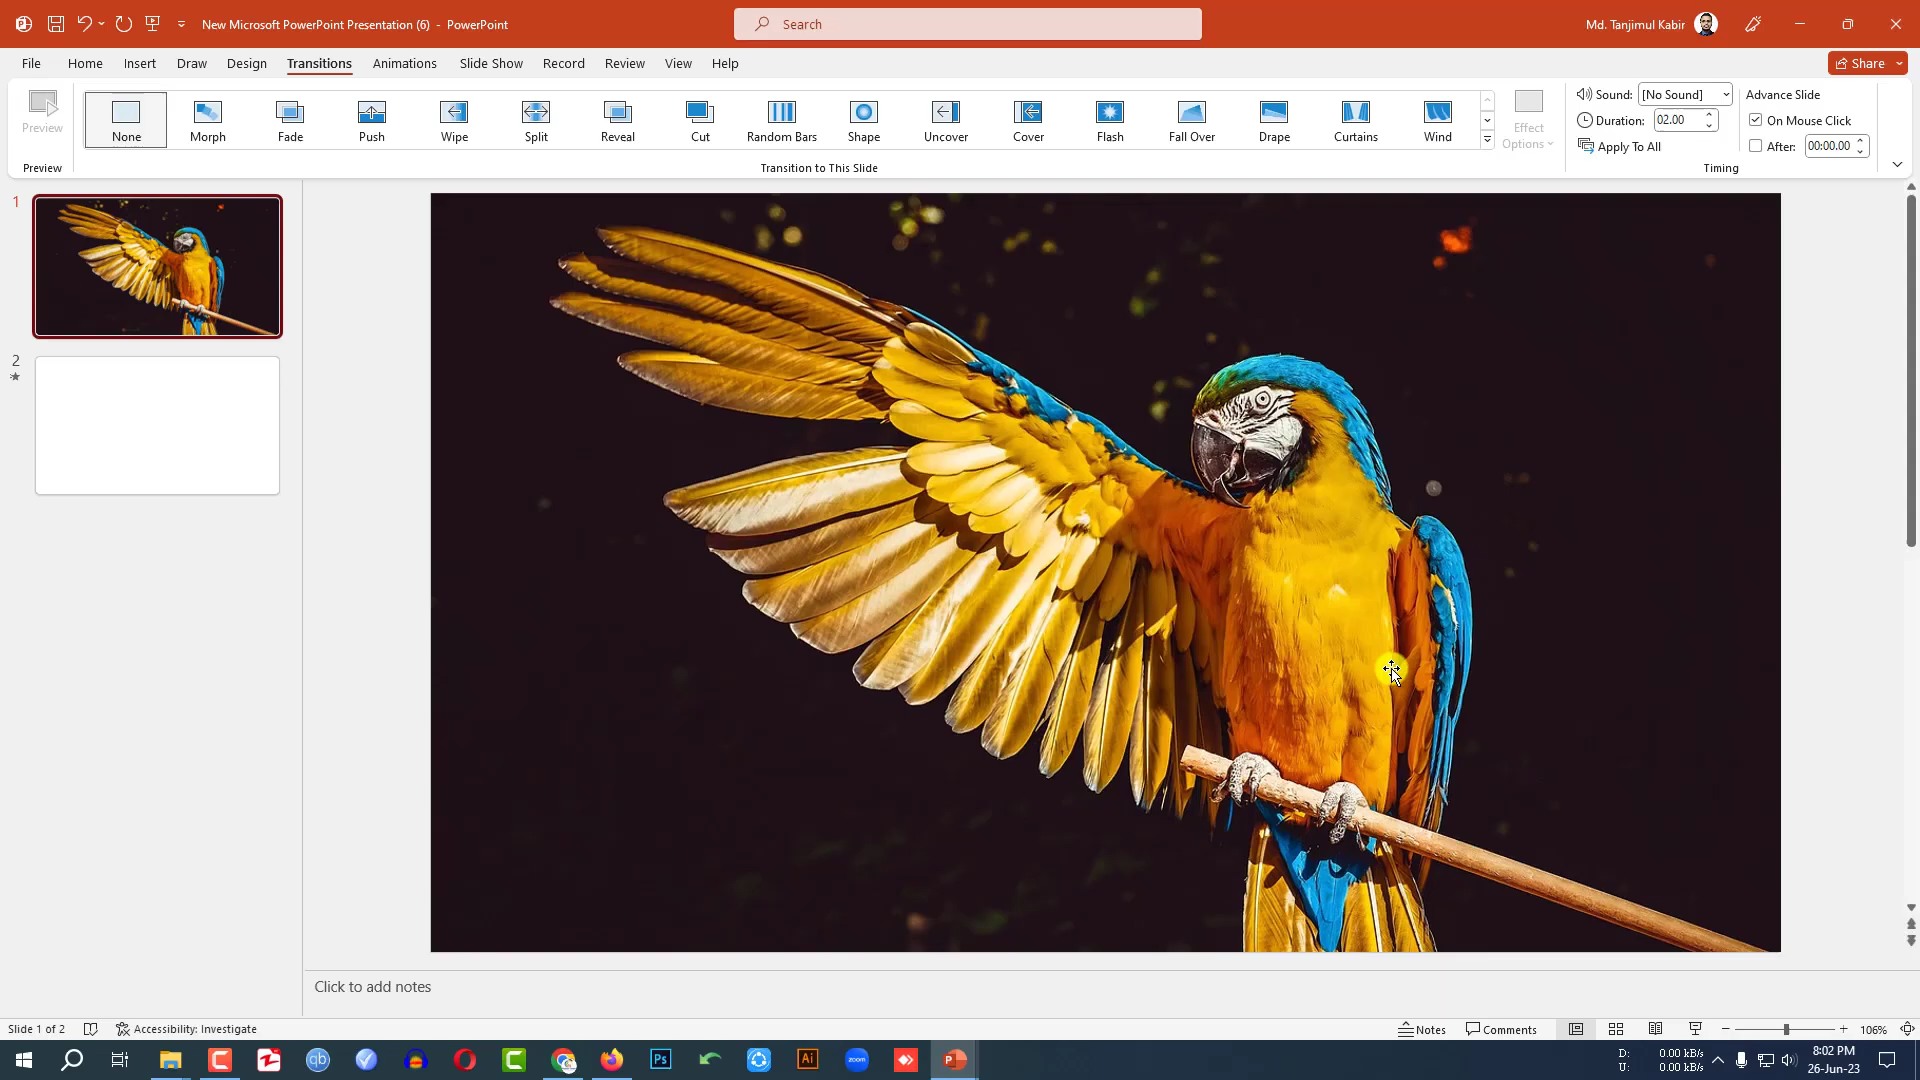 New Microsoft PowerPoint Presentation (6) - PowerPoint
Search
Md. Tanjimul Kabir
File Home Insert Draw Design Transitions Animations Slide Show Record Review View Help
Share
Preview
None Morph Fade Push Wipe Split Reveal Cut Random Bars Shape Uncover Cover Flash Fall Over Drape Curtains Wind
Effect
Options
Sound: [No Sound]
Duration: 02.00
Apply To All
Advance Slide
On Mouse Click
After: 00:00.00
Preview
Transition to This Slide
Timing
1
2
Click to add notes
Slide 1 of 2
Accessibility: Investigate
Notes
Comments
106%
qb
Ps
Ai
zoom
P
D: 0.00 kB/s
U: 0.00 kB/s
8:02 PM
26-Jun-23